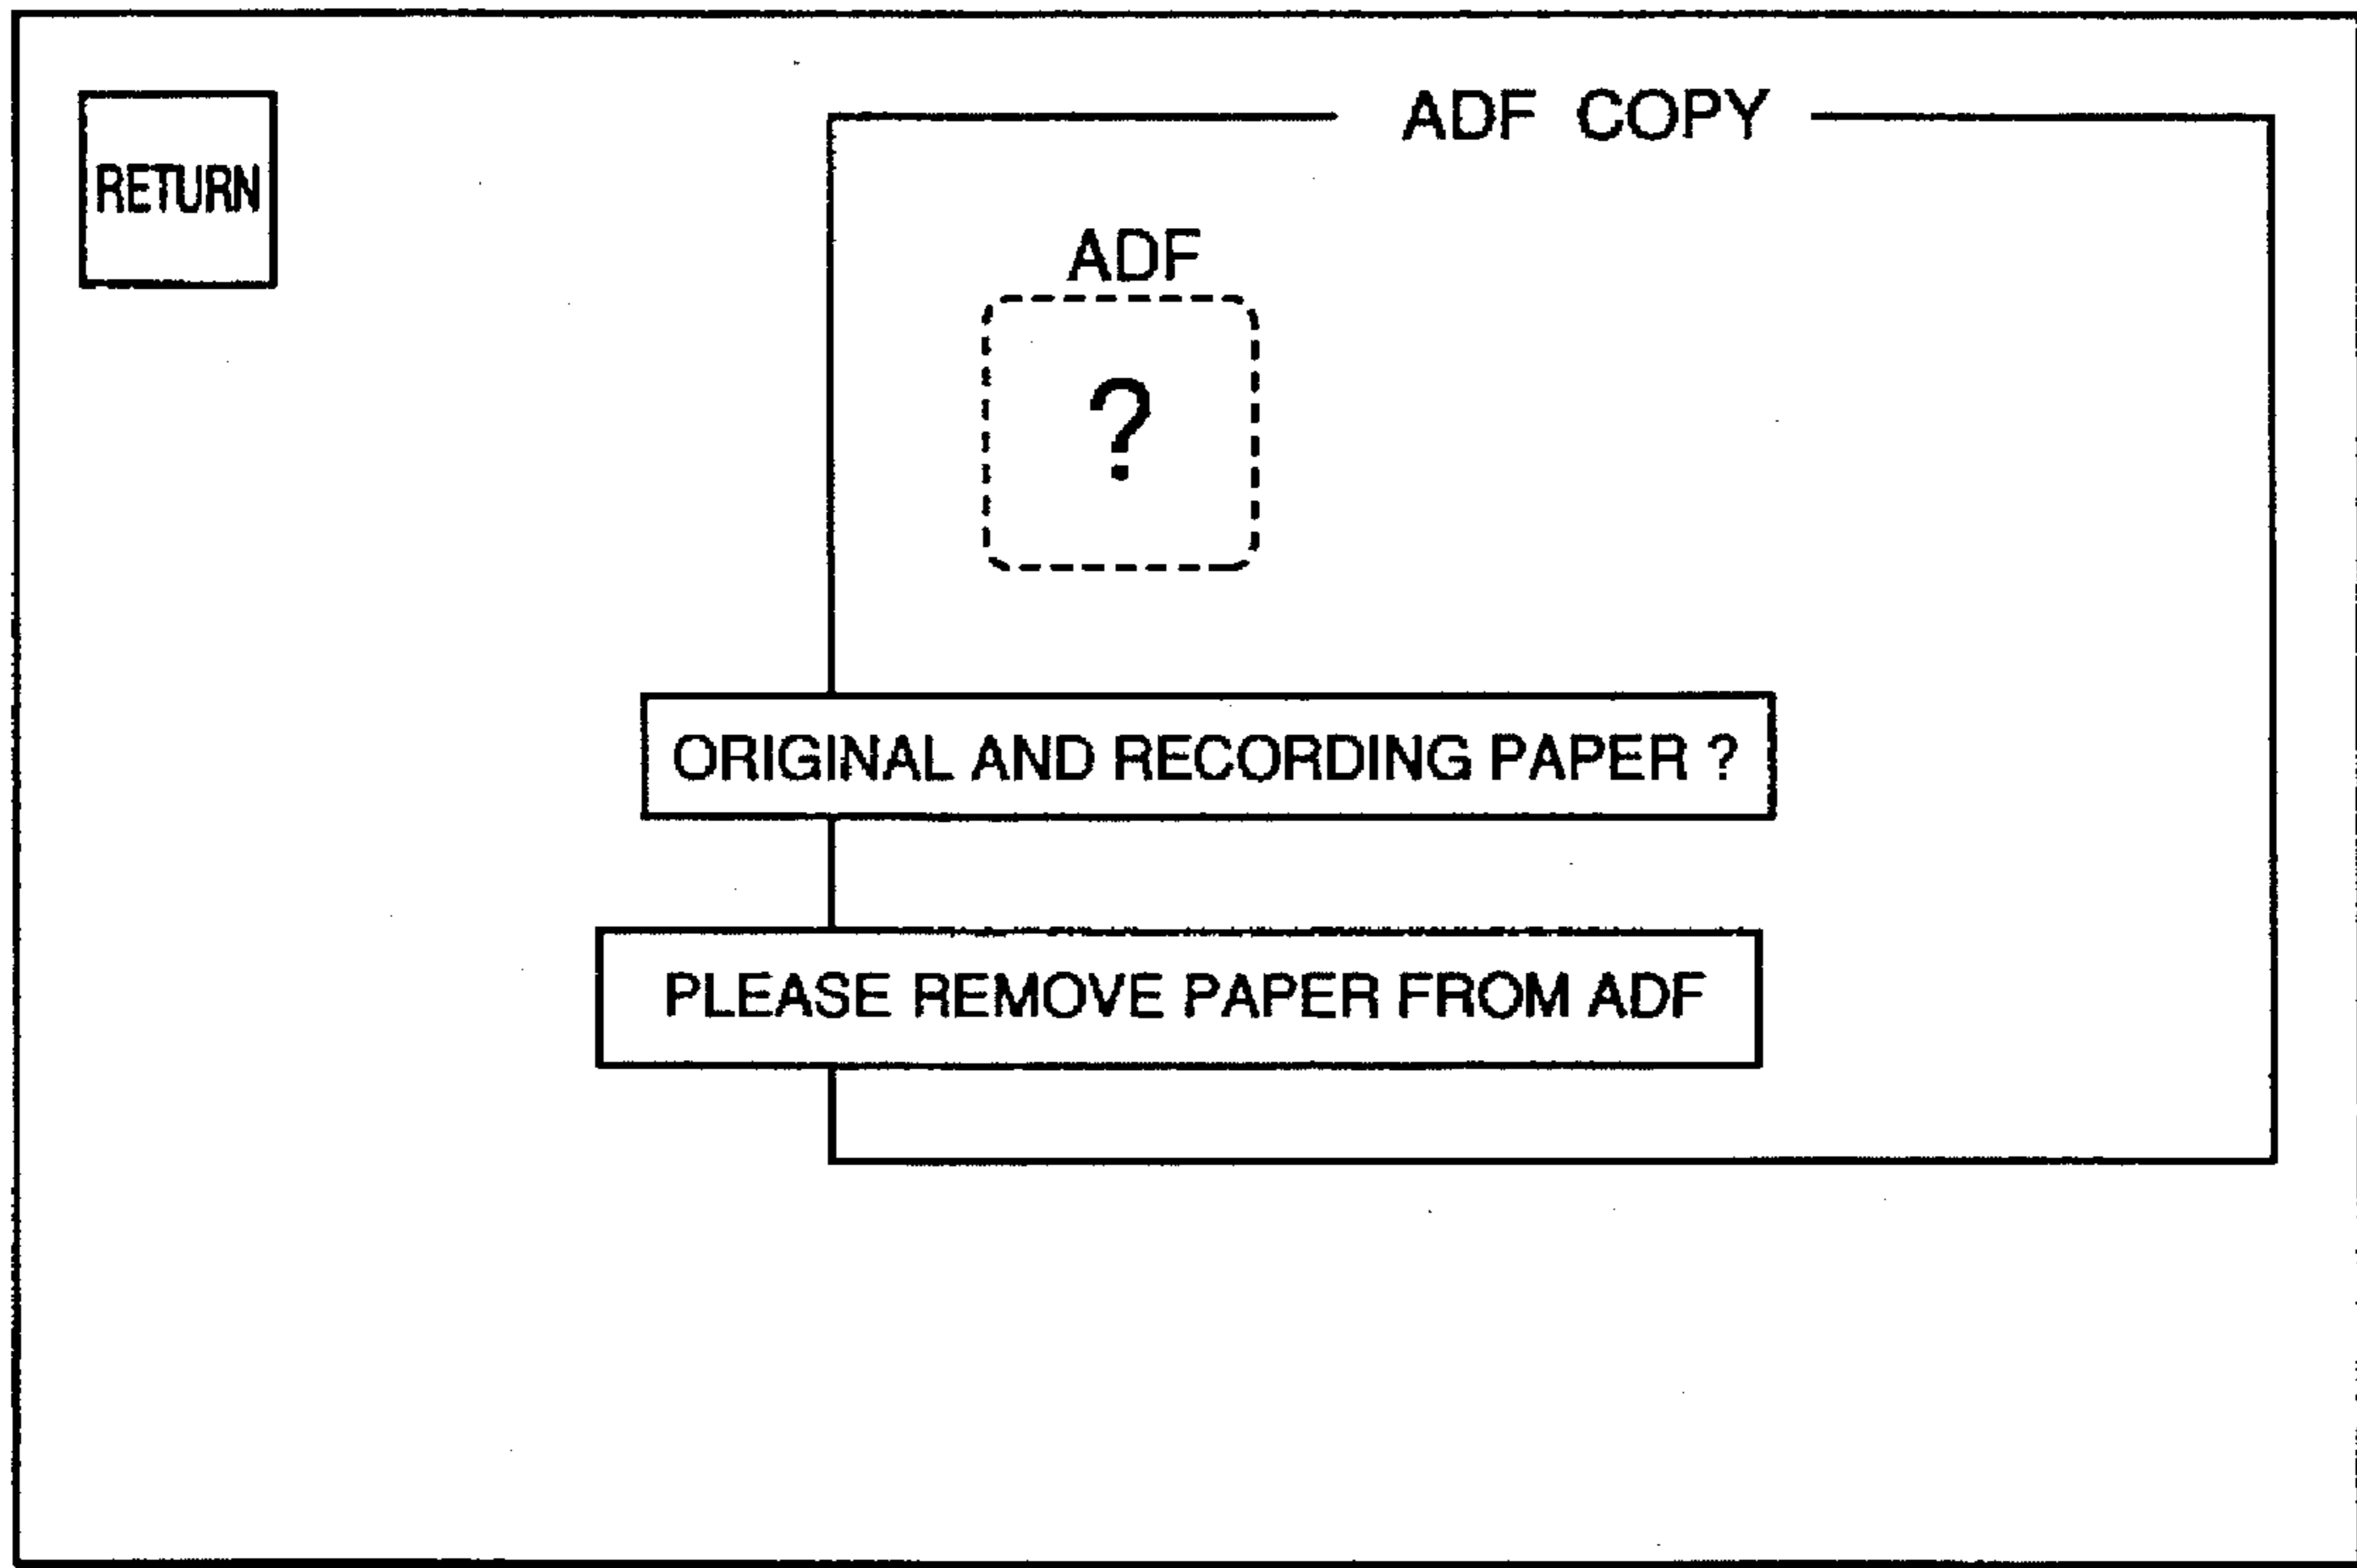 ADF COPY
RETURN
ADF
?
ORIGINAL AND RECORDING PAPER ?
PLEASE REMOVE PAPER FROM ADF